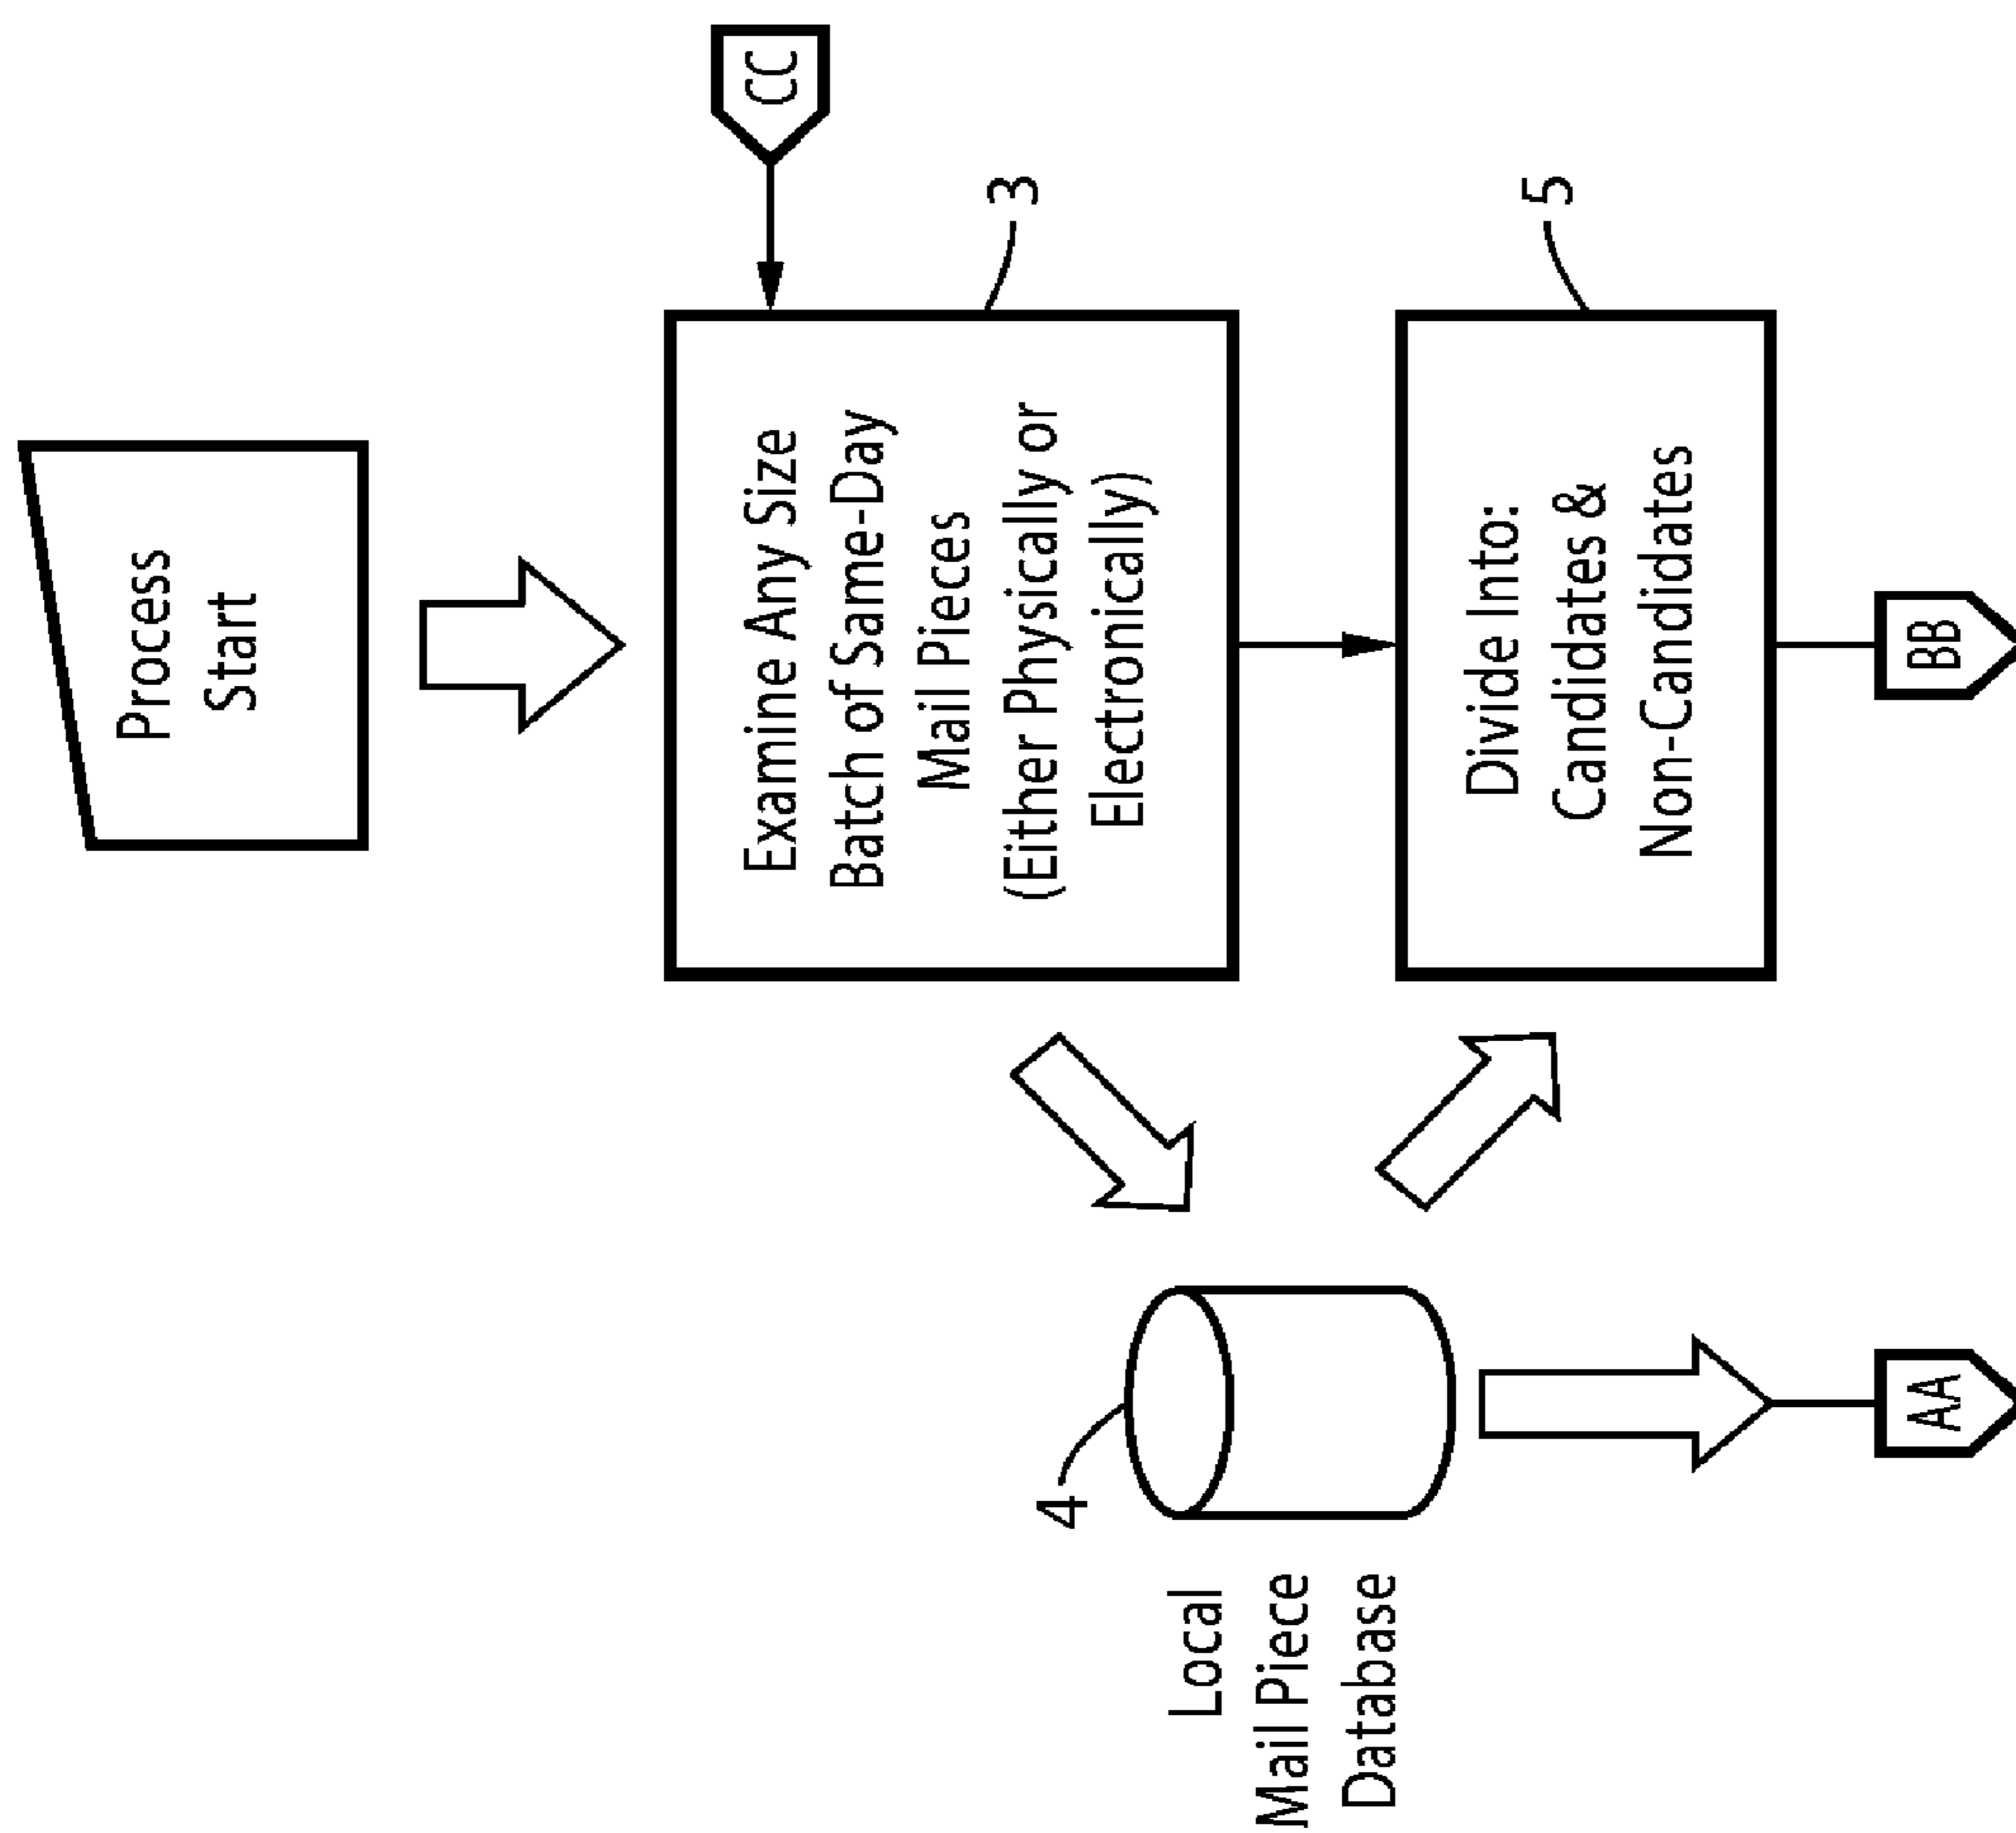 Process
Start
CC
3
Examine Any Size
Batch of Same-Day
Mail Pieces
(Either Physically or
Electronically)
4
Local
Mail Piece
Database
5
Divide Into:
Candidates &
Non-Candidates
AA
BB